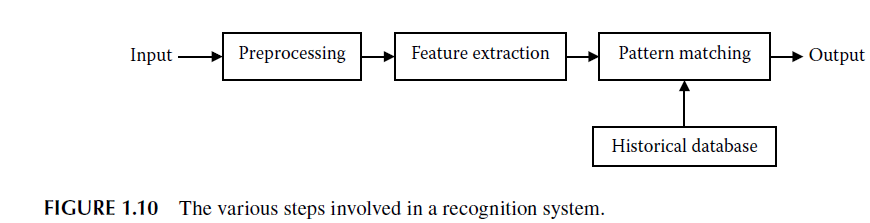 Input Preprocessing Feature extraction Pattern matching Output
Historical database
FIGURE 1.10 The various steps involved in a recognition system.